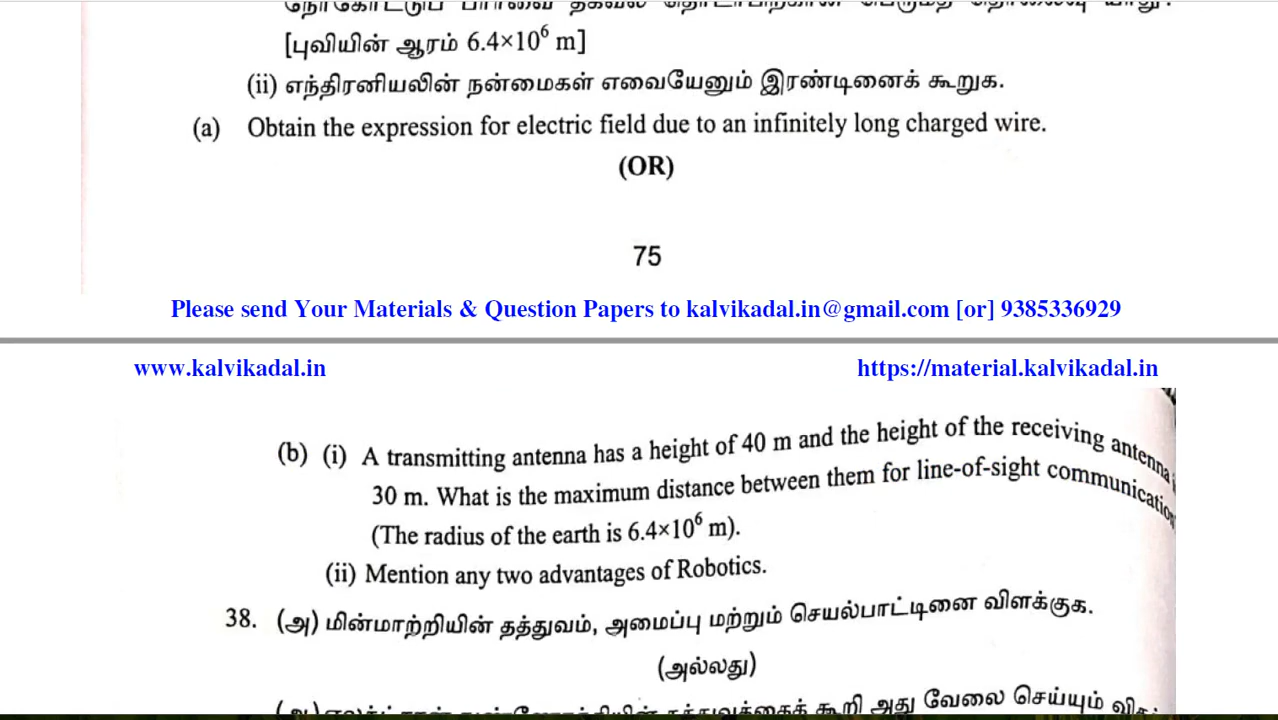 [புவியின் ஆரம் 6.4×10⁶ m]
(ii) எந்திரனியலின் நன்மைகள் எவையேனும் இரண்டினைக் கூறுக.
(a) Obtain the expression for electric field due to an infinitely long charged wire.
(OR)
75
Please send Your Materials & Question Papers to kalvikadal.in@gmail.com [or] 9385336929
www.kalvikadal.in https://material.kalvikadal.in
(b) (i) A transmitting antenna has a height of 40 m and the height of the receiving antenna
30 m. What is the maximum distance between them for line-of-sight communication
(The radius of the earth is 6.4×10⁶ m).
(ii) Mention any two advantages of Robotics.
38. (அ) மின்மாற்றியின் தத்துவம், அமைப்பு மற்றும் செயல்பாட்டினை விளக்குக.
(அல்லது)
கூறி அது வேலை செய்யும்